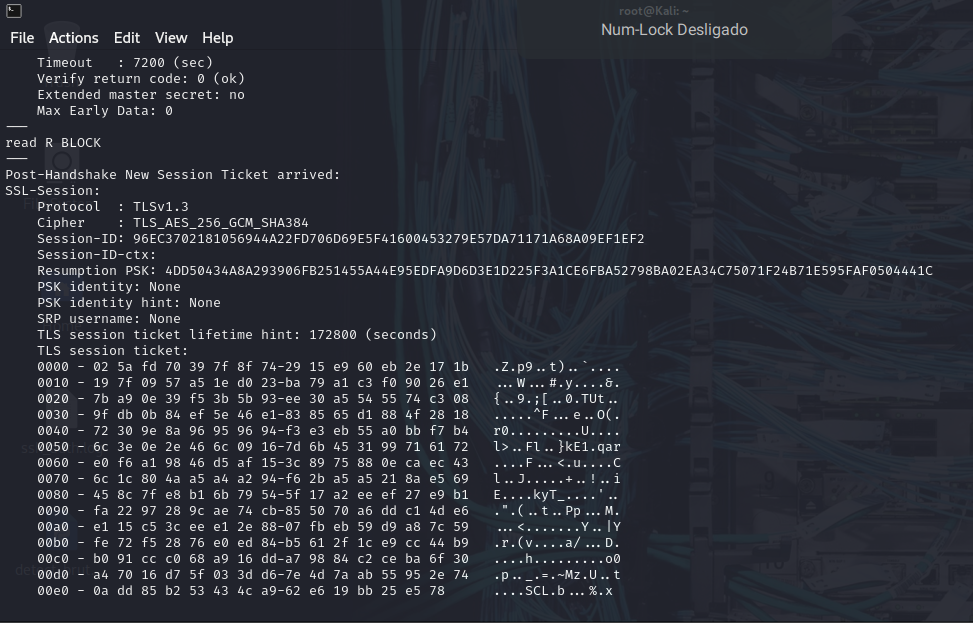 root@Kali: ~
Num-Lock Desligado
File Actions Edit View Help
Timeout : 7200 (sec)
Verify return code: 0 (ok)
Extended master secret: no
Max Early Data: 0
---
read R BLOCK
---
Post-Handshake New Session Ticket arrived:
SSL-Session:
Protocol : TLSv1.3
Cipher : TLS_AES_256_GCM_SHA384
Session-ID: 96EC3702181056944A22FD706D69E5F41600453279E57DA71171A68A09EF1EF2
Session-ID-ctx:
Resumption PSK: 4DD50434A8A293906FB251455A44E95EDFA9D6D3E1D225F3A1CE6FBA52798BA02EA34C75071F24B71E595FAF0504441C
PSK identity: None
PSK identity hint: None
SRP username: None
TLS session ticket lifetime hint: 172800 (seconds)
TLS session ticket:
0000 - 02 5a fd 70 39 7f 8f 74-29 15 e9 60 eb 2e 17 1b .Z.p9..t)..`....
0010 - 19 7f 09 57 a5 1e d0 23-ba 79 a1 c3 f0 90 26 e1 ...W...#.y....&.
0020 - 7b a9 0e 39 f5 3b 5b 93-ee 30 a5 54 55 74 c3 08 {..9.;[..0.TUt..
0030 - 9f db 0b 84 ef 5e 46 e1-83 85 65 d1 88 4f 28 18 .....^F...e..O(.
0040 - 72 30 9e 8a 96 95 96 94-f3 e3 eb 55 a0 bb f7 b4 r0.........U....
0050 - 6c 3e 0e 2e 46 6c 09 16-7d 6b 45 31 99 71 61 72 l>..Fl..}kE1.qar
0060 - e0 f6 a1 98 46 d5 af 15-3c 89 75 88 0e ca ec 43 ....F...<.u....C
0070 - 6c 1c 80 4a a5 a4 a2 94-f6 2b a5 a5 21 8a e5 69 l..J.....+..!..i
0080 - 45 8c 7f e8 b1 6b 79 54-5f 17 a2 ee ef 27 e9 b1 E....kyT_....'..
0090 - fa 22 97 28 9c ae 74 cb-85 50 70 a6 dd c1 4d e6 .".(..t..Pp...M.
00a0 - e1 15 c5 3c ee e1 2e 88-07 fb eb 59 d9 a8 7c 59 ...<.......Y..|Y
00b0 - fe 72 f5 28 76 e0 ed 84-b5 61 2f 1c e9 cc 44 b9 .r.(v....a/...D.
00c0 - b0 91 cc c0 68 a9 16 dd-a7 98 84 c2 ce ba 6f 30 ....h.........o0
00d0 - a4 70 16 d7 5f 03 3d d6-7e 4d 7a ab 55 95 2e 74 .p.._.=.~Mz.U..t
00e0 - 0a dd 85 b2 53 43 4c a9-62 e6 19 bb 25 e5 78 ....SCL.b...%.x